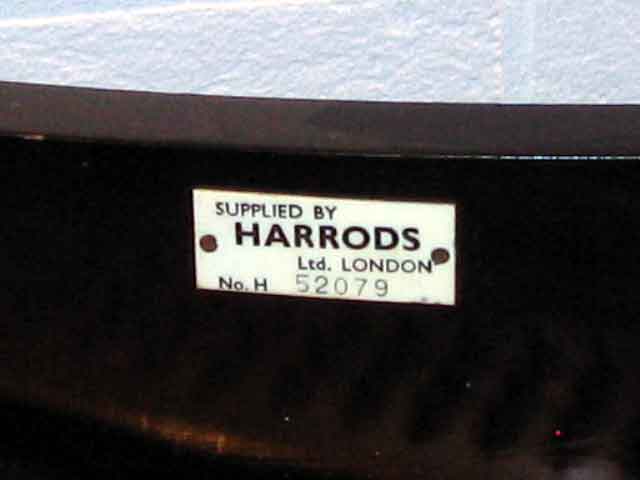 SUPPLIED BY
HARRODS
Ltd. LONDON
No. H 52079